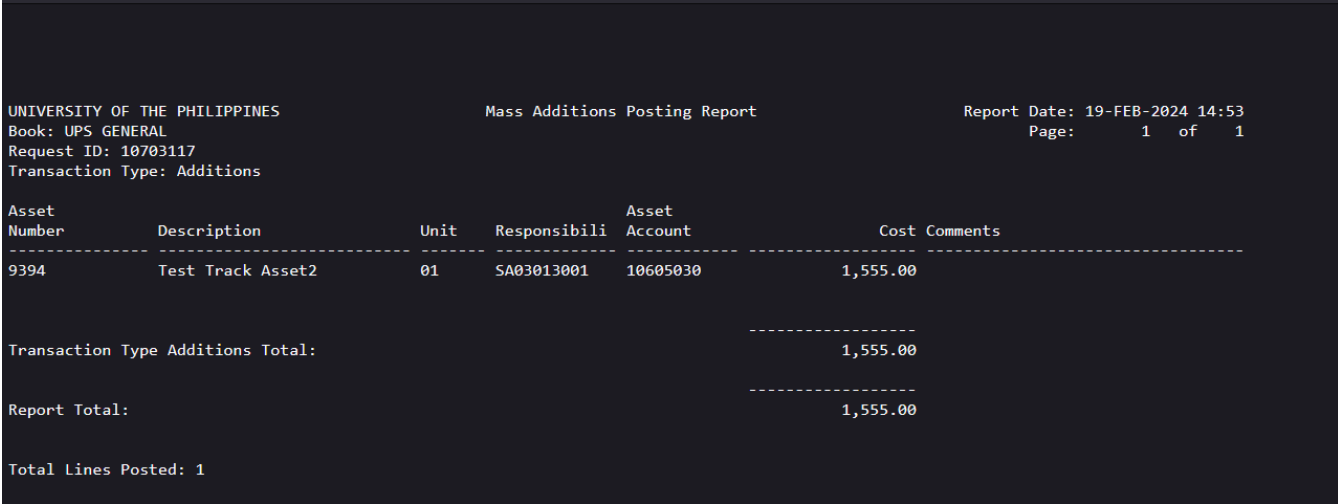 UNIVERSITY OF THE PHILIPPINES Mass Additions Posting Report Report Date: 19-FEB-2024 14:53
Book: UPS GENERAL Page: 1 of 1
Request ID: 10703117
Transaction Type: Additions
Asset Asset
Number Description Unit Responsibili Account Cost Comments
--------------- --------------------------- ------- ------------- ------------ ------------------ ----------------------------------
9394 Test Track Asset2 01 SA03013001 10605030 1,555.00
------------------
Transaction Type Additions Total: 1,555.00
------------------
Report Total: 1,555.00
Total Lines Posted: 1